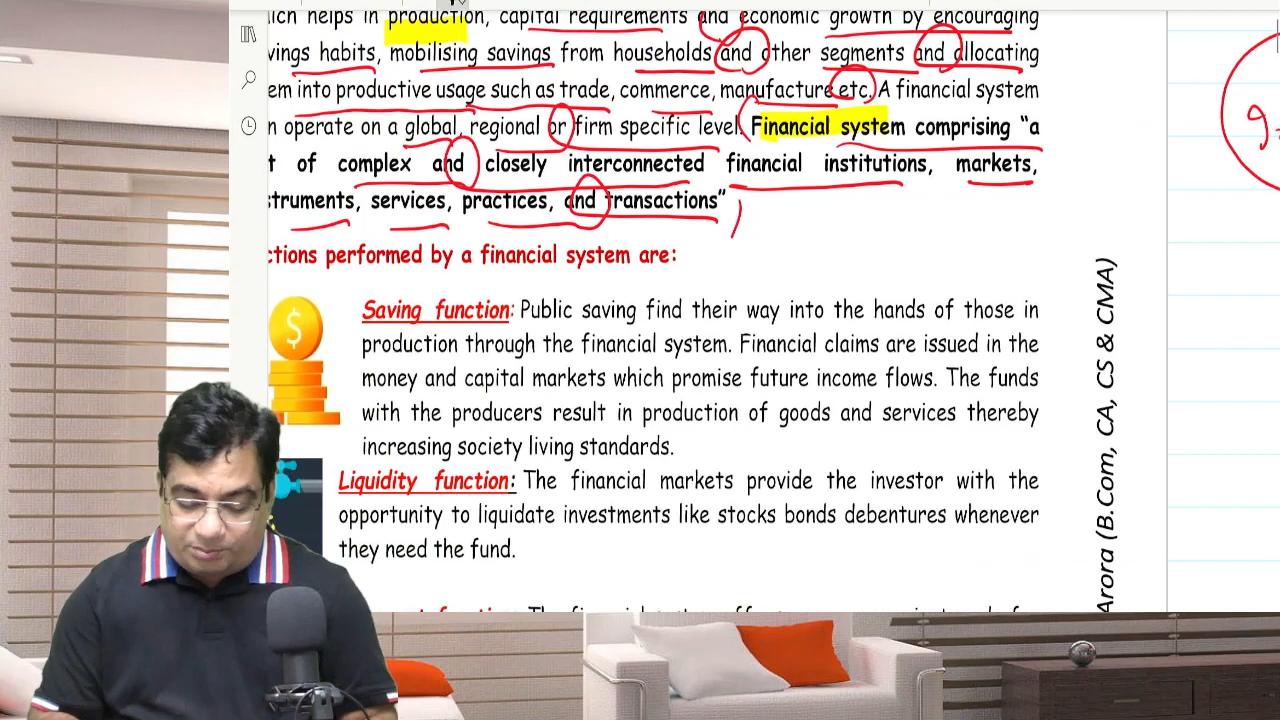 ich helps in production, capital requirements and economic growth by encouraging
vings habits, mobilising savings from households and other segments and allocating
em into productive usage such as trade, commerce, manufacture etc. A financial system
n operate on a global, regional or firm specific level. Financial system comprising “a
t of complex and closely interconnected financial institutions, markets,
struments, services, practices, and transactions”
ctions performed by a financial system are:
Saving function: Public saving find their way into the hands of those in
production through the financial system. Financial claims are issued in the
money and capital markets which promise future income flows. The funds
with the producers result in production of goods and services thereby
increasing society living standards.
Liquidity function: The financial markets provide the investor with the
opportunity to liquidate investments like stocks bonds debentures whenever
they need the fund.
Arora (B.Com, CA, CS & CMA)